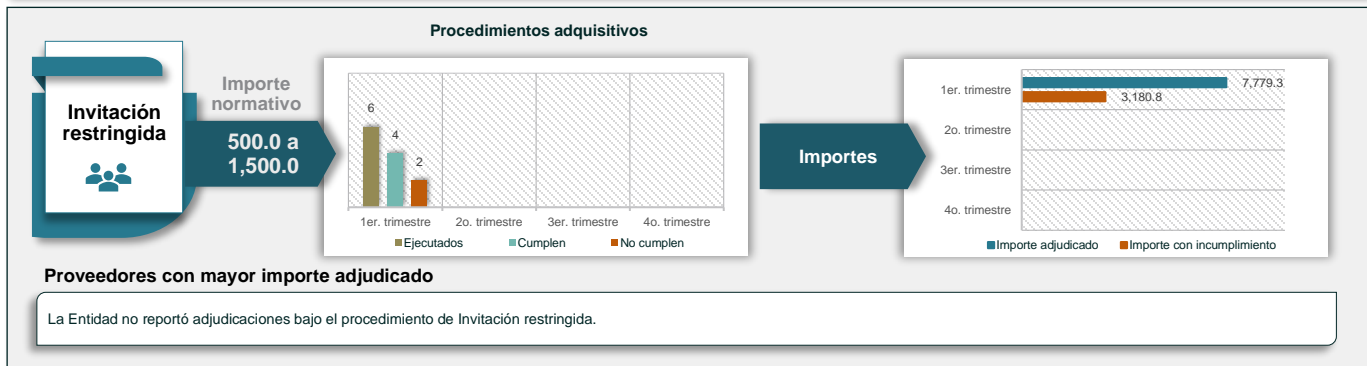 Procedimientos adquisitivos
Invitación
restringida
Importe
normativo
500.0 a
1,500.0
6
4
2
1er. trimestre
2o. trimestre
3er. trimestre
4o. trimestre
Ejecutados
Cumplen
No cumplen
Importes
1er. trimestre
7,779.3
3,180.8
2o. trimestre
3er. trimestre
4o. trimestre
Importe adjudicado
Importe con incumplimiento
Proveedores con mayor importe adjudicado
La Entidad no reportó adjudicaciones bajo el procedimiento de Invitación restringida.